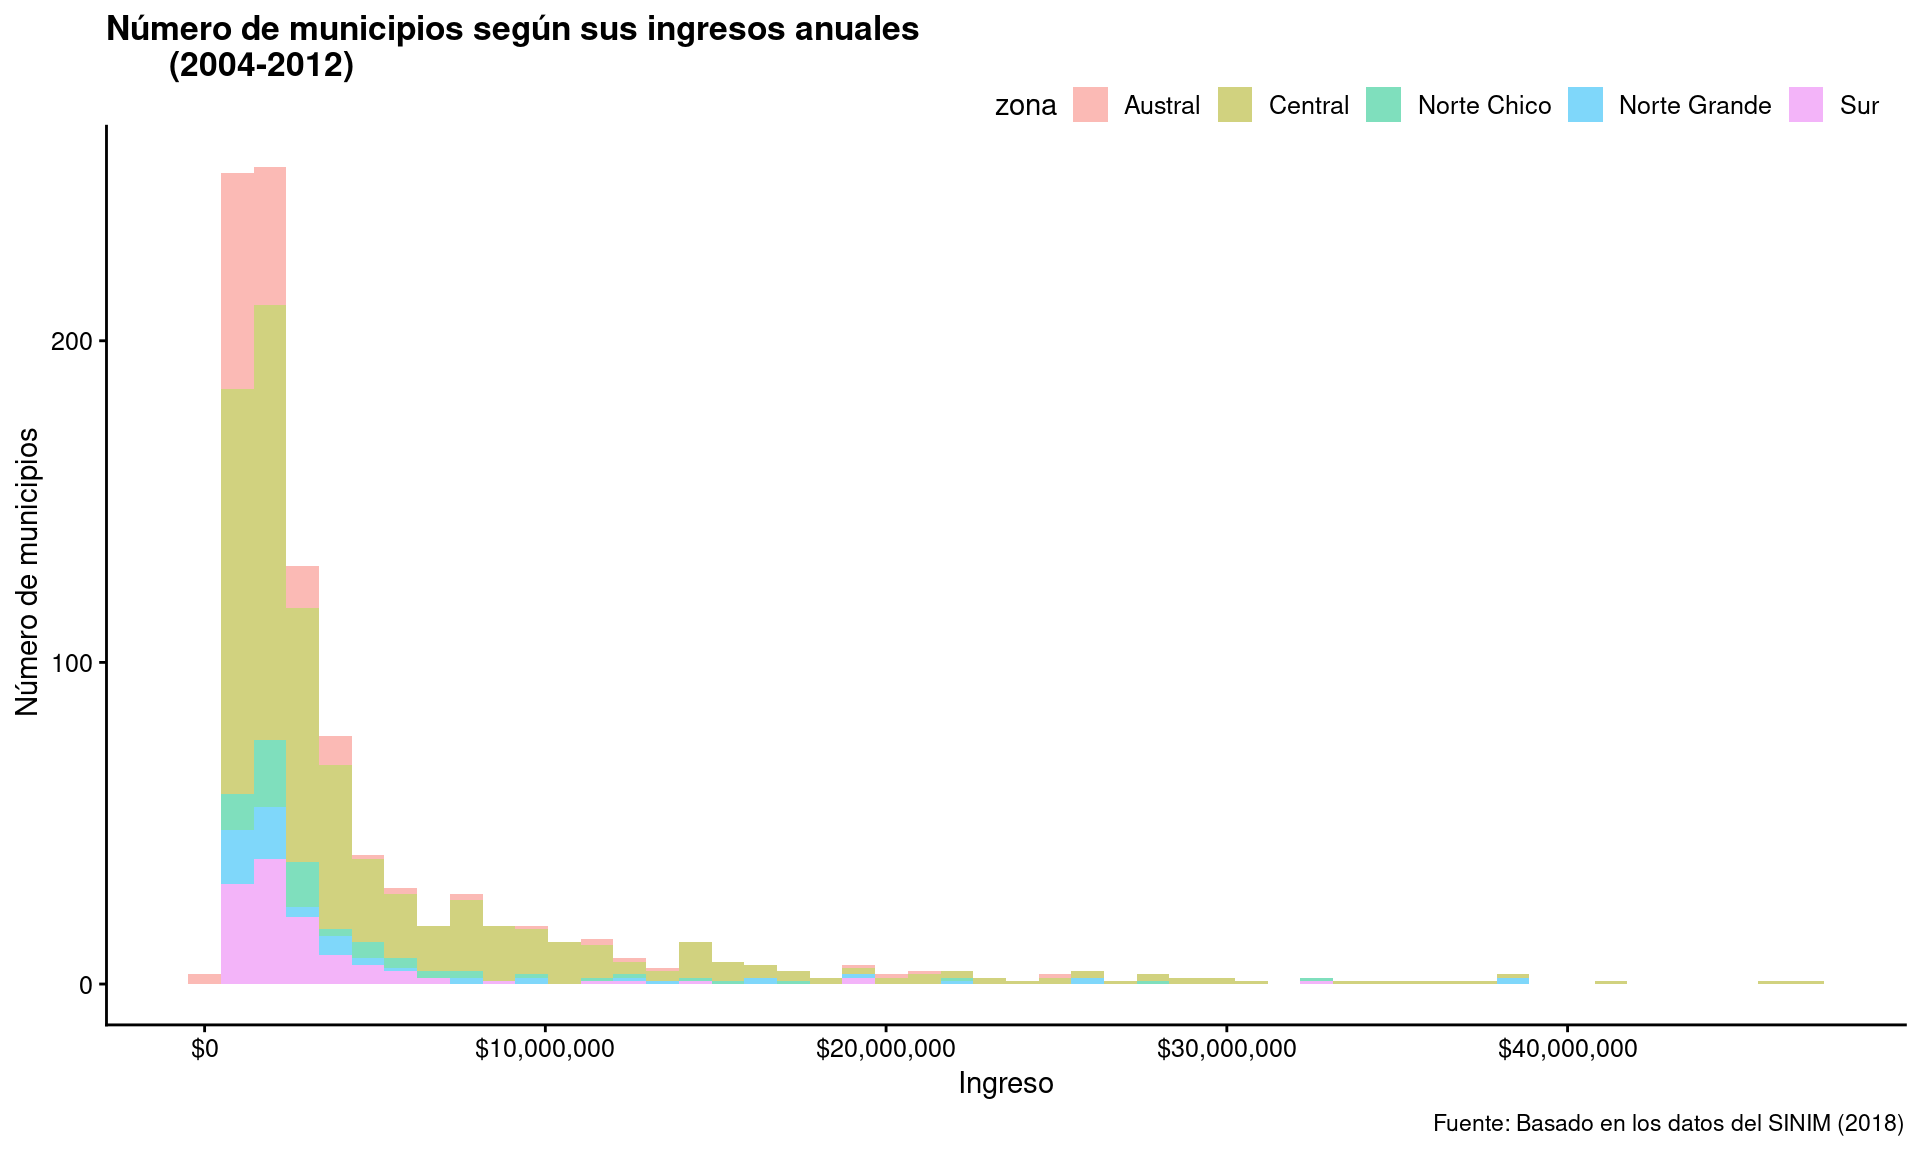 Número de municipios según sus ingresos anuales
(2004-2012)
zona Austral Central Norte Chico Norte Grande Sur
Número de municipios
200
100
0
$0 $10,000,000 $20,000,000 $30,000,000 $40,000,000
Ingreso
Fuente: Basado en los datos del SINIM (2018)